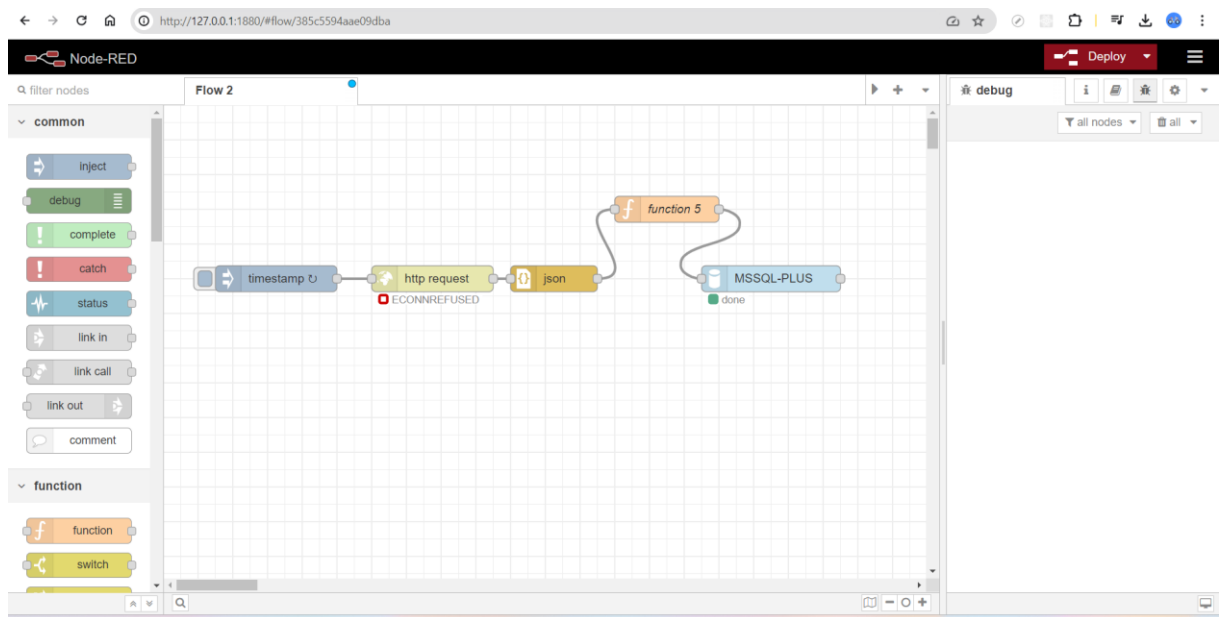 http://127.0.0.1:1880/#flow/385c5594aae09dba
Node-RED
Deploy
filter nodes
Flow 2
debug
i
all nodes
all
common
inject
debug
complete
catch
status
link in
link call
link out
comment
function
function
switch
function 5
timestamp ↻
http request
json
MSSQL-PLUS
ECONNREFUSED
done